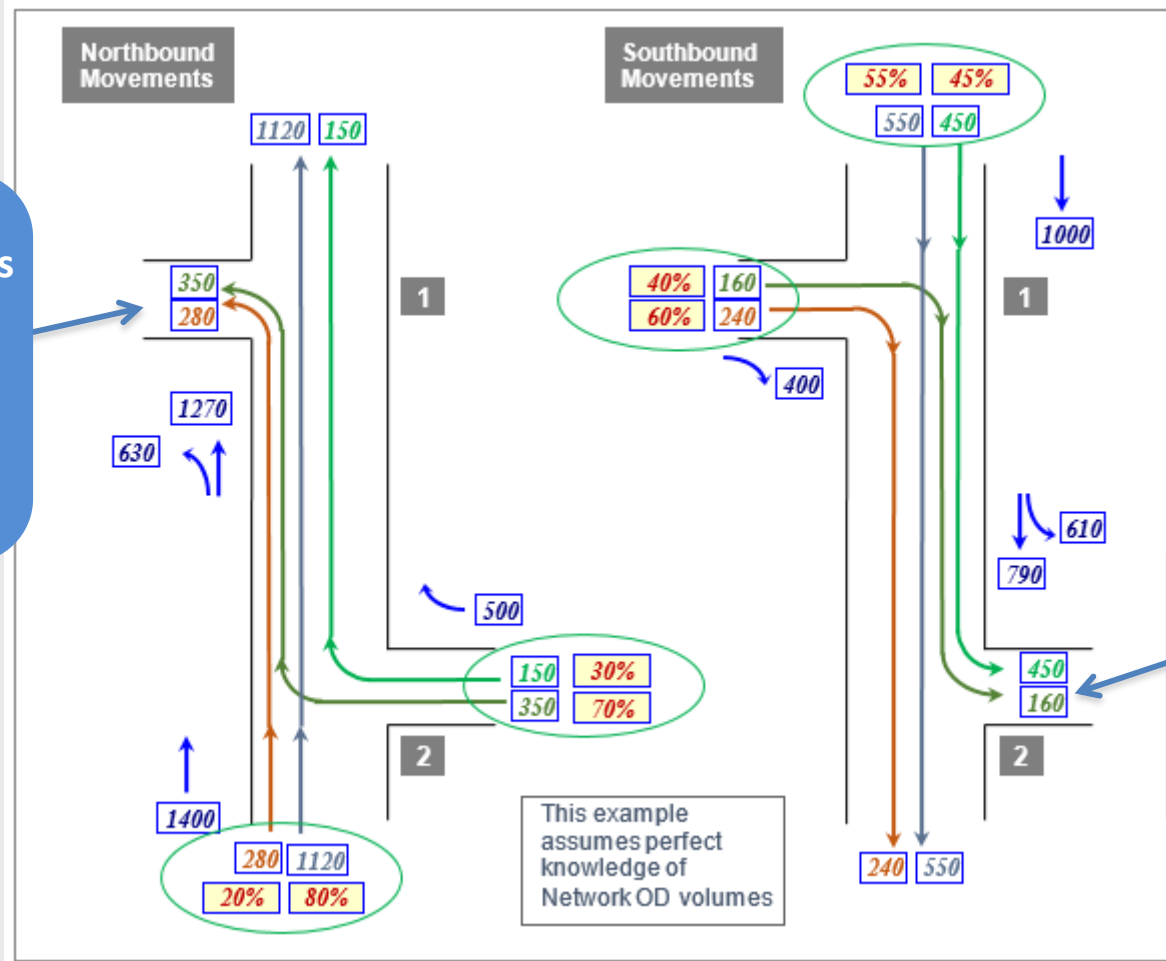 Northbound
Movements
Southbound
Movements
55% 45%
1120 150
550 450
s
1000
350
280
1
40% 160
60% 240
1
400
1270
630
610
790
500
150 30%
350 70%
450
160
2
2
1400
280 1120
20% 80%
This example
assumes perfect
knowledge of
Network OD volumes
240 550